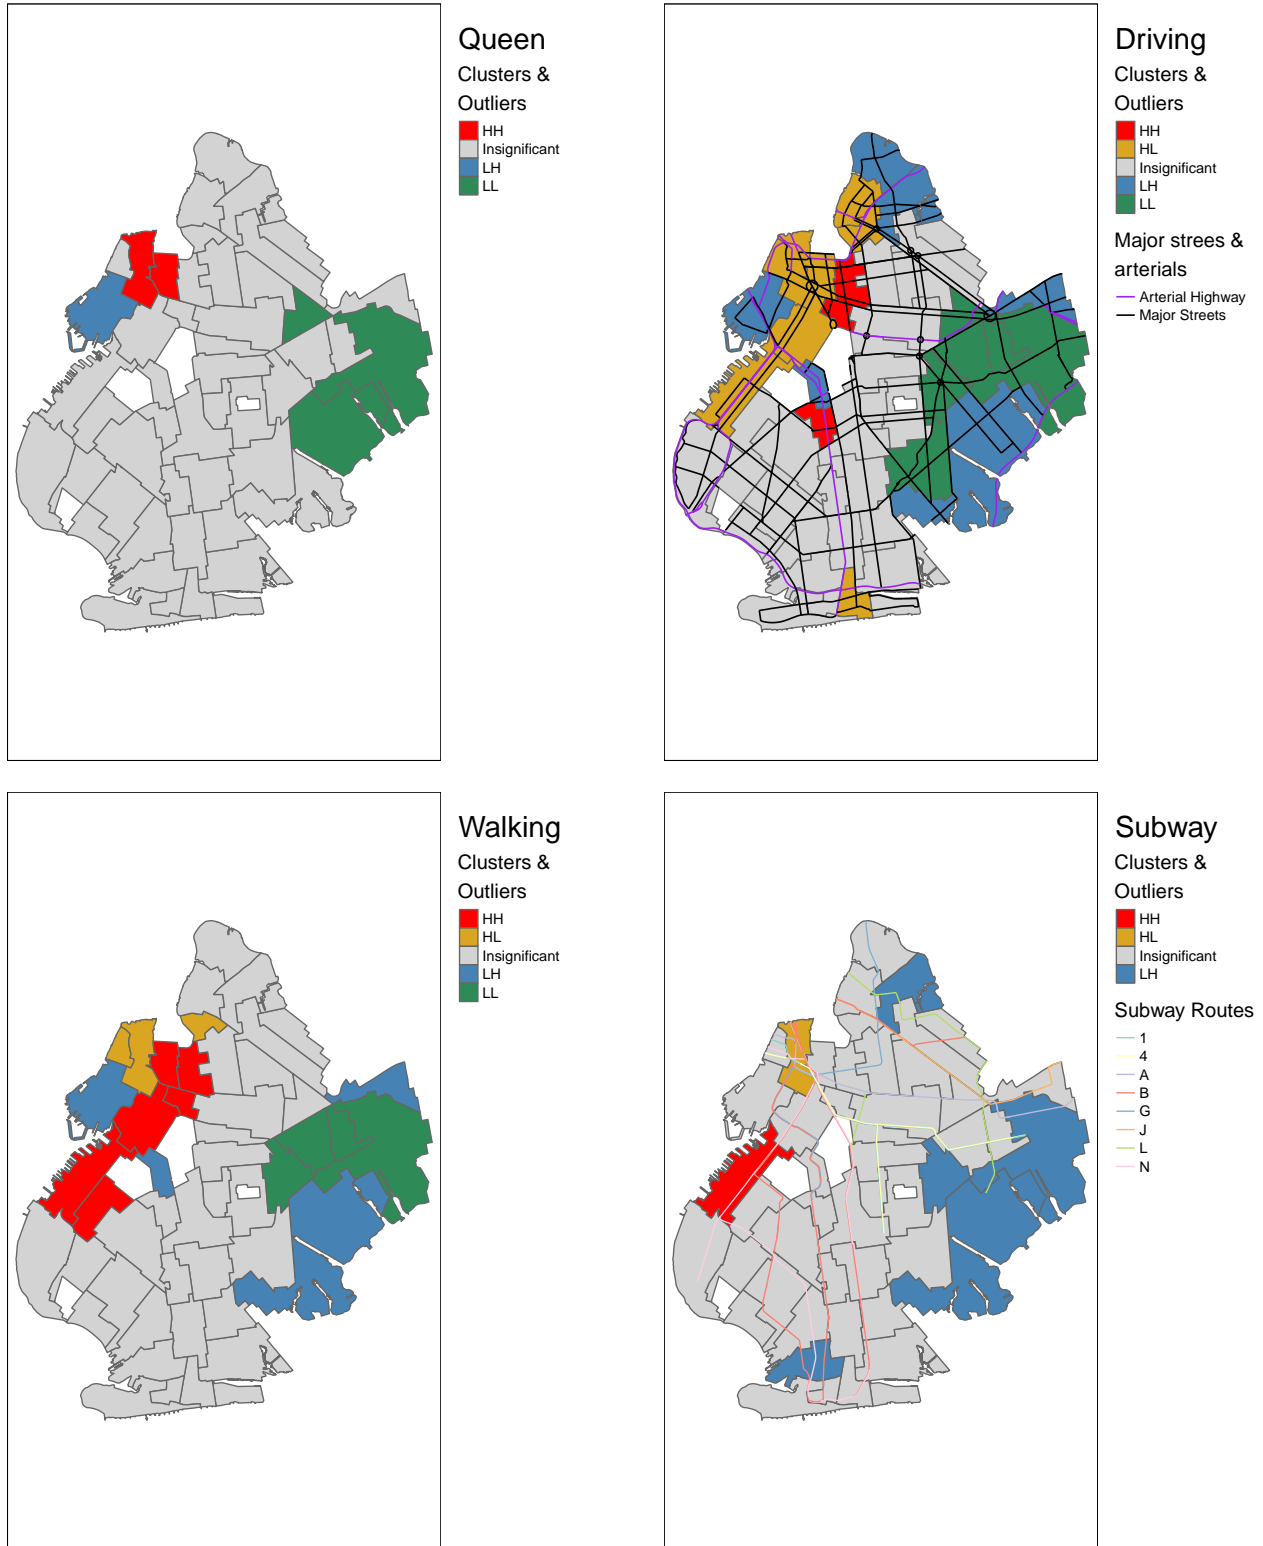 Queen
Clusters &
Outliers
HH
Insignificant
LH
LL
Driving
Clusters &
Outliers
HH
HL
Insignificant
LH
LL
Major strees &
arterials
Arterial Highway
Major Streets
Walking
Clusters &
Outliers
HH
HL
Insignificant
LH
LL
Subway
Clusters &
Outliers
HH
HL
Insignificant
LH
Subway Routes
1
4
A
B
G
J
L
N